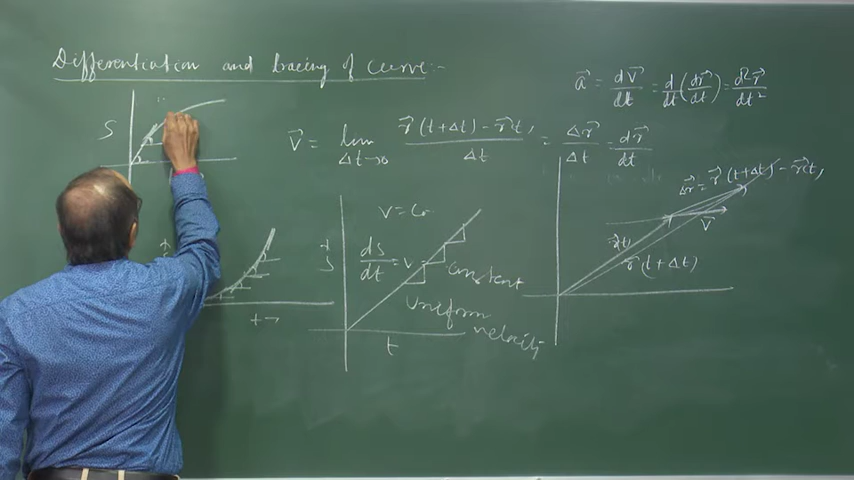 Differentiation and tracing of curve:-
a⃗ = dV⃗/dt = d/dt(dr⃗/dt) = d²r⃗/dt²
S
V⃗ = lim Δt→0 r⃗(t+Δt) - r⃗(t) / Δt = Δr⃗/Δt = dr⃗/dt
Δr⃗ = r⃗(t+Δt) - r⃗(t)
V⃗
r⃗(t)
r⃗(t+Δt)
S
ds/dt = v = constant
uniform
velocity
t→
t